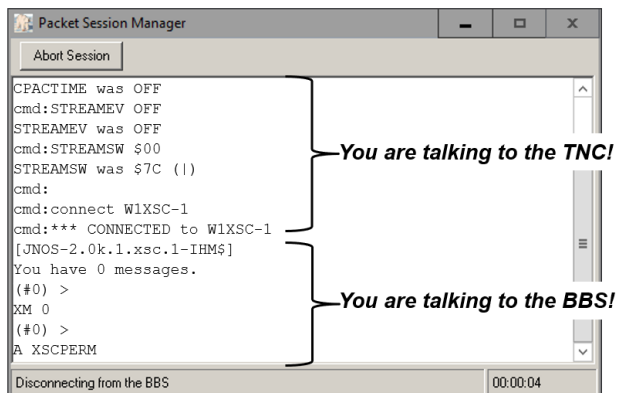 Packet Session Manager
Abort Session
CPACTIME was OFF
cmd:STREAMEV OFF
STREAMEV was OFF
cmd:STREAMSW $00
STREAMSW was $7C (|)
cmd:
cmd:connect W1XSC-1
cmd:*** CONNECTED to W1XSC-1
You are talking to the TNC!
[JNOS-2.0k.1.xsc.1-IHM$]
You have 0 messages.
(#0) >
XM 0
(#0) >
A XSCPERM
You are talking to the BBS!
Disconnecting from the BBS
00:00:04